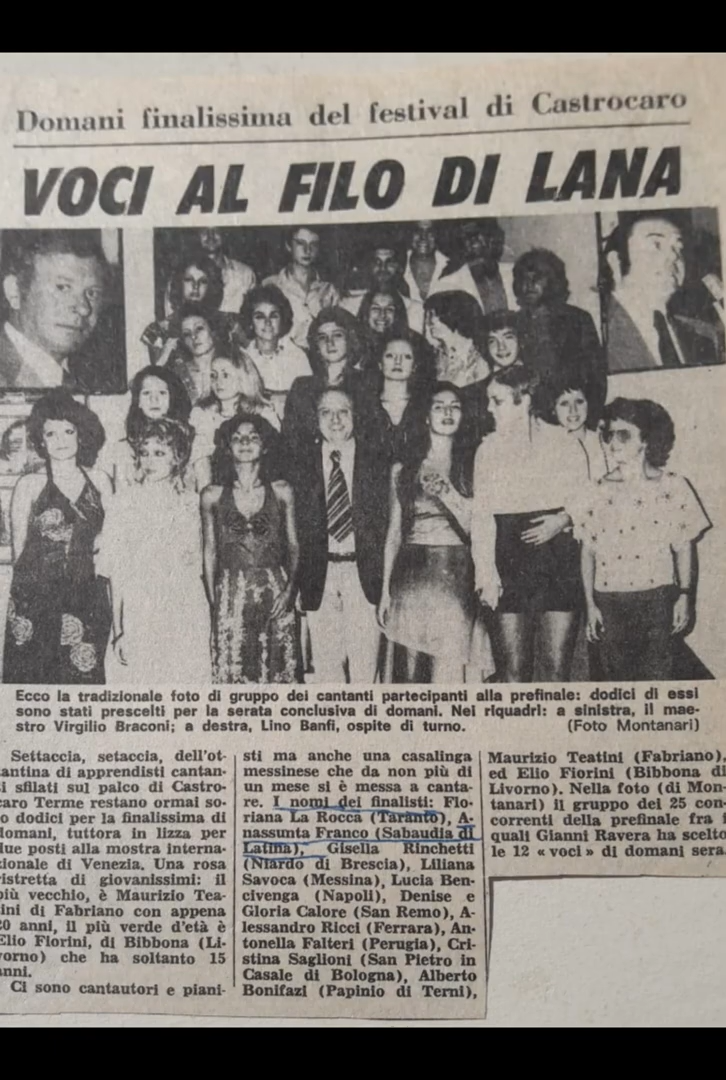 Domani finalissima del festival di Castrocaro
VOCI AL FILO DI LANA
Ecco la tradizionale foto di gruppo dei cantanti partecipanti alla prefinale: dodici di essi
sono stati prescelti per la serata conclusiva di domani. Nei riquadri: a sinistra, il mae-
stro Virgilio Braconi; a destra, Lino Banfi, ospite di turno. (Foto Montanari)
Settaccia, setaccia, dell'ot-
antina di apprendisti cantan-
i sfilati sul palco di Castro-
caro Terme restano ormai so-
o dodici per la finalissima di
domani, tuttora in lizza per
due posti alla mostra interna-
zionale di Venezia. Una rosa
ristretta di giovanissimi: il
più vecchio, è Maurizio Tea-
ini di Fabriano con appena
20 anni, il più verde d'età è
Elio Fiorini, di Bibbona (Li-
vorno) che ha soltanto 15
anni.
Ci sono cantautori e piani-
sti ma anche una casalinga
messinese che da non più di
un mese si è messa a canta-
re. I nomi dei finalisti: Flo-
riana La Rocca (Taranto), A-
nassunta Franco (Sabaudia di
Latina), Gisella Rinchetti
(Niardo di Brescia), Liliana
Savoca (Messina), Lucia Ben-
civenga (Napoli), Denise e
Gloria Calore (San Remo), A-
lessandro Ricci (Ferrara), An-
tonella Falteri (Perugia), Cri-
stina Saglioni (San Pietro in
Casale di Bologna), Alberto
Bonifazi (Papinio di Terni),
Maurizio Teatini (Fabriano),
ed Elio Fiorini (Bibbona di
Livorno). Nella foto (di Mon-
tanari) il gruppo dei 25 con-
correnti della prefinale fra i
quali Gianni Ravera ha scelto
le 12 « voci » di domani sera.